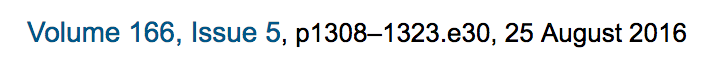 Volume 166, Issue 5, p1308–1323.e30, 25 August 2016